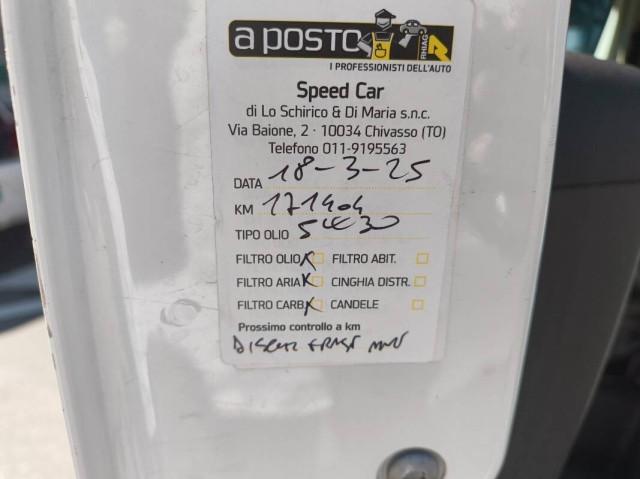 a POSTO
RHIAG
I PROFESSIONISTI DELL'AUTO
Speed Car
di Lo Schirico & Di Maria s.n.c.
Via Baione, 2 · 10034 Chivasso (TO)
Telefono 011-9195563
DATA 18-3-25
KM 171404
TIPO OLIO 5W30
FILTRO OLIO FILTRO ABIT.
FILTRO ARIA CINGHIA DISTR.
FILTRO CARB. CANDELE
Prossimo controllo a km